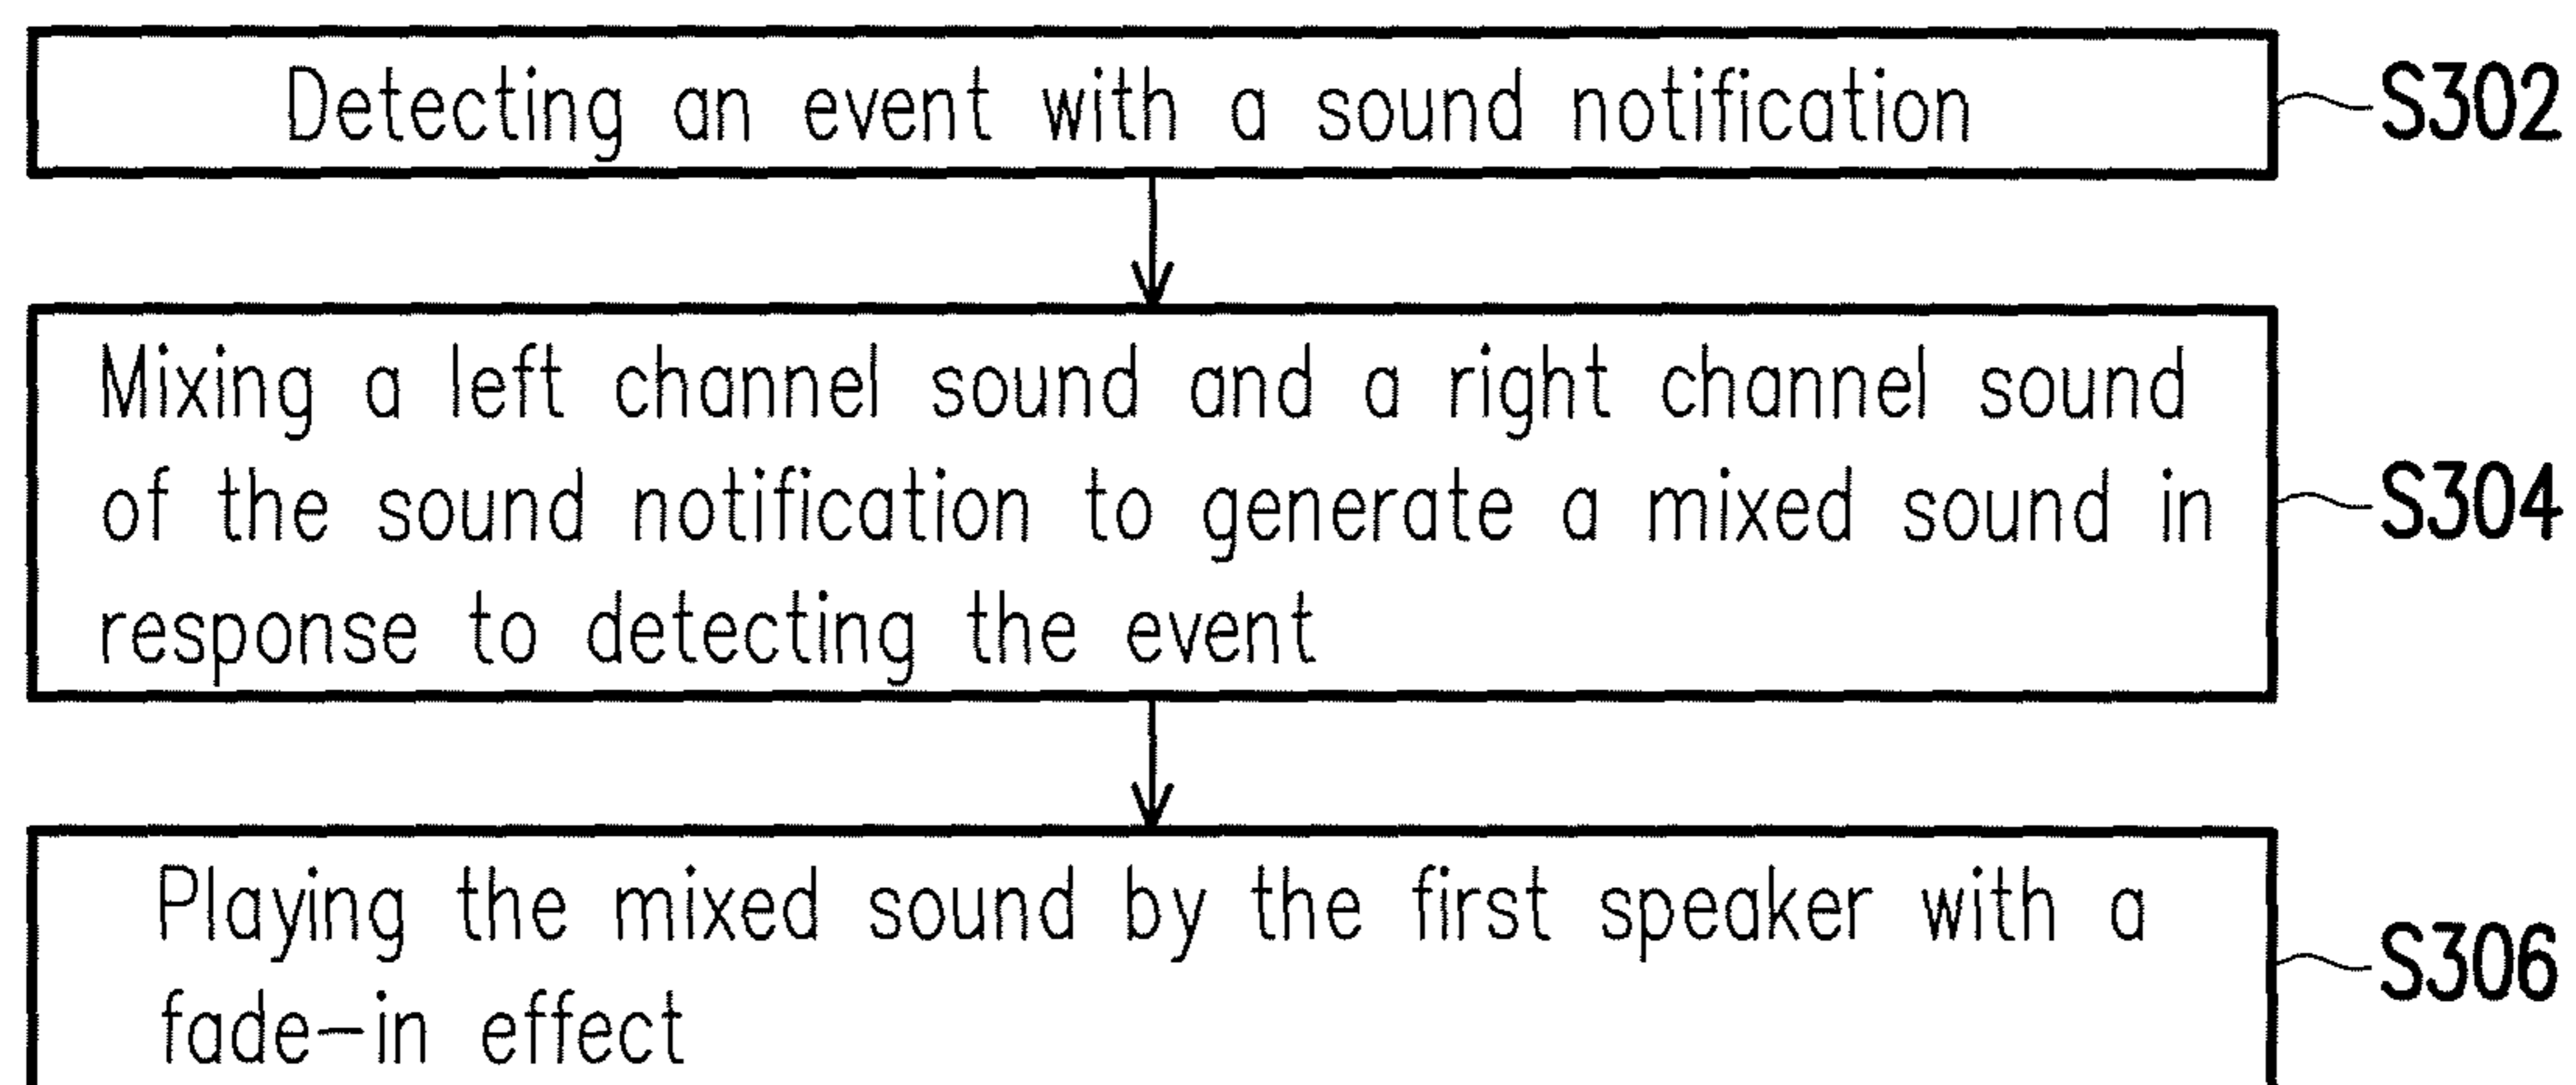 Detecting an event with a sound notification
S302
Mixing a left channel sound and a right channel sound
of the sound notification to generate a mixed sound in
response to detecting the event
S304
Playing the mixed sound by the first speaker with a
fade-in effect
S306